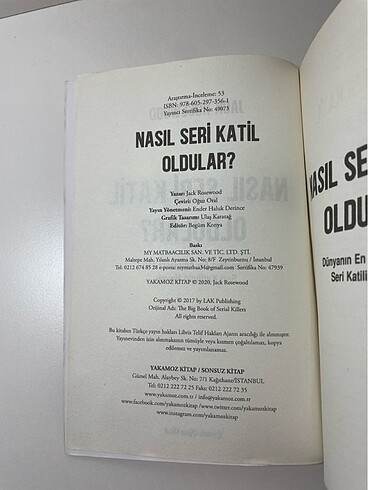 Araştırma-İnceleme: 53
ISBN: 978-605-297-356-1
Yayıncı Sertifika No: 49073
NASIL SERİ KATİL
OLDULAR?
Yazar: Jack Rosewood
Çeviri: Oğuz Oral
Yayın Yönetmeni: Ender Haluk Derince
Grafik Tasarım: Ulaş Karatağ
Editör: Begüm Konya
Baskı
MY MATBAACILIK SAN. VE TİC. LTD. ŞTİ.
Maltepe Mah. Yılanlı Ayazma Sk. No: 8/F Zeytinburnu / İstanbul
Tel: 0212 674 85 28 e-posta: mymatbaa34@gmail.com Sertifika No: 47939
YAKAMOZ KİTAP © 2020, Jack Rosewood
Copyright © 2017 by LAK Publishing
Orijinal Adı: The Big Book of Serial Killers
All rights reserved.
Bu kitabın Türkçe yayın hakları Libris Telif Hakları Ajansı aracılığı ile alınmıştır.
Yayınevinden izin alınmaksızın tümüyle veya kısmen çoğaltılamaz, kopya
edilemez ve yayımlanamaz.
YAKAMOZ KİTAP / SONSUZ KİTAP
Gürsel Mah. Alaybey Sk. No: 7/1 Kağıthane/İSTANBUL
Tel: 0212 222 72 25 Faks: 0212 222 72 35
www.yakamoz.com.tr / info@yakamoz.com.tr
www.facebook.com/yakamozkitap /www.twitter.com/yakamozkitap
www.instagram.com/yakamozkitap
NASIL SE
OLDU
Dünyanın En
Seri Katili